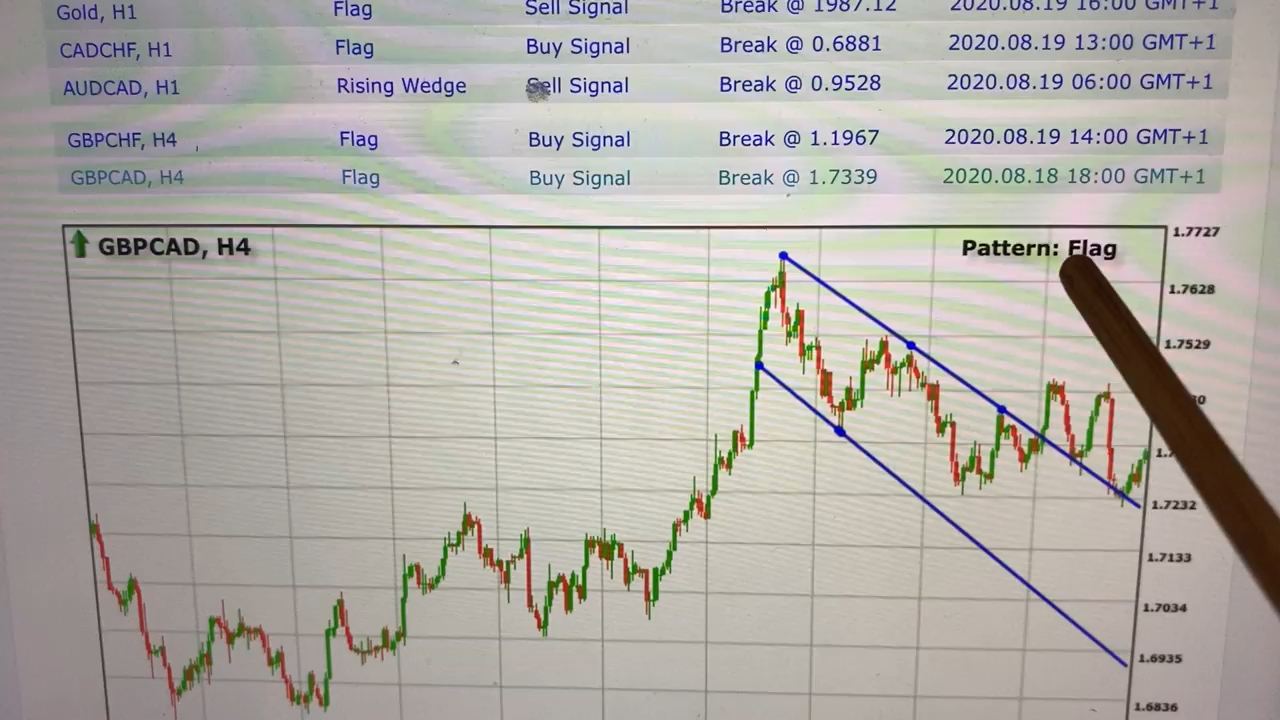 Gold, H1 Flag Sell Signal Break @ 1987.12 2020.08.19 16:00 GMT+1
CADCHF, H1 Flag Buy Signal Break @ 0.6881 2020.08.19 13:00 GMT+1
AUDCAD, H1 Rising Wedge Sell Signal Break @ 0.9528 2020.08.19 06:00 GMT+1
GBPCHF, H4 Flag Buy Signal Break @ 1.1967 2020.08.19 14:00 GMT+1
GBPCAD, H4 Flag Buy Signal Break @ 1.7339 2020.08.18 18:00 GMT+1
GBPCAD, H4 Pattern: Flag
1.7727
1.7628
1.7529
1.7232
1.7133
1.7034
1.6935
1.6836